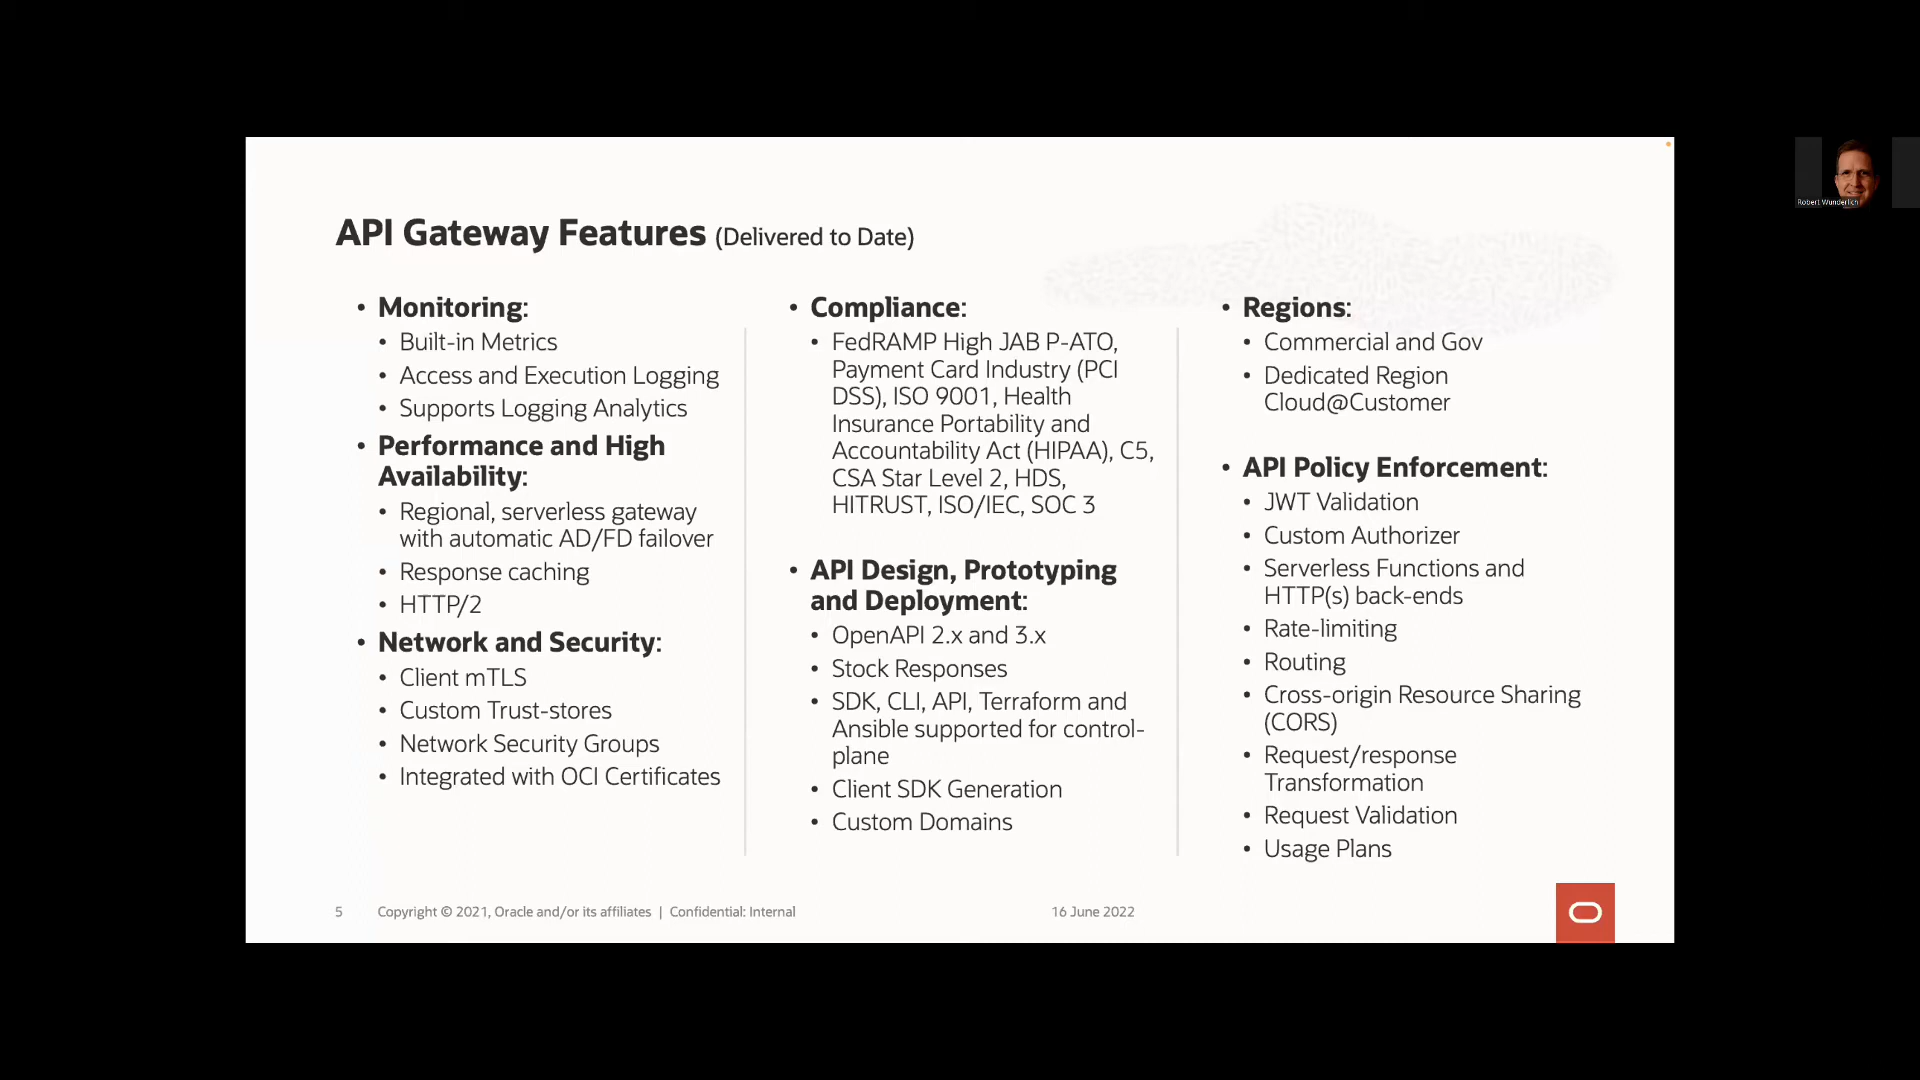 API Gateway Features (Delivered to Date)
• Monitoring:
• Built-in Metrics
• Access and Execution Logging
• Supports Logging Analytics
• Performance and High
Availability:
• Regional, serverless gateway
with automatic AD/FD failover
• Response caching
• HTTP/2
• Network and Security:
• Client mTLS
• Custom Trust-stores
• Network Security Groups
• Integrated with OCI Certificates
• Compliance:
• FedRAMP High JAB P-ATO,
Payment Card Industry (PCI
DSS), ISO 9001, Health
Insurance Portability and
Accountability Act (HIPAA), C5,
CSA Star Level 2, HDS,
HITRUST, ISO/IEC, SOC 3
• API Design, Prototyping
and Deployment:
• OpenAPI 2.x and 3.x
• Stock Responses
• SDK, CLI, API, Terraform and
Ansible supported for control-
plane
• Client SDK Generation
• Custom Domains
• Regions:
• Commercial and Gov
• Dedicated Region
Cloud@Customer
• API Policy Enforcement:
• JWT Validation
• Custom Authorizer
• Serverless Functions and
HTTP(s) back-ends
• Rate-limiting
• Routing
• Cross-origin Resource Sharing
(CORS)
• Request/response
Transformation
• Request Validation
• Usage Plans
5 Copyright © 2021, Oracle and/or its affiliates | Confidential: Internal 16 June 2022
Robert Wunderlich